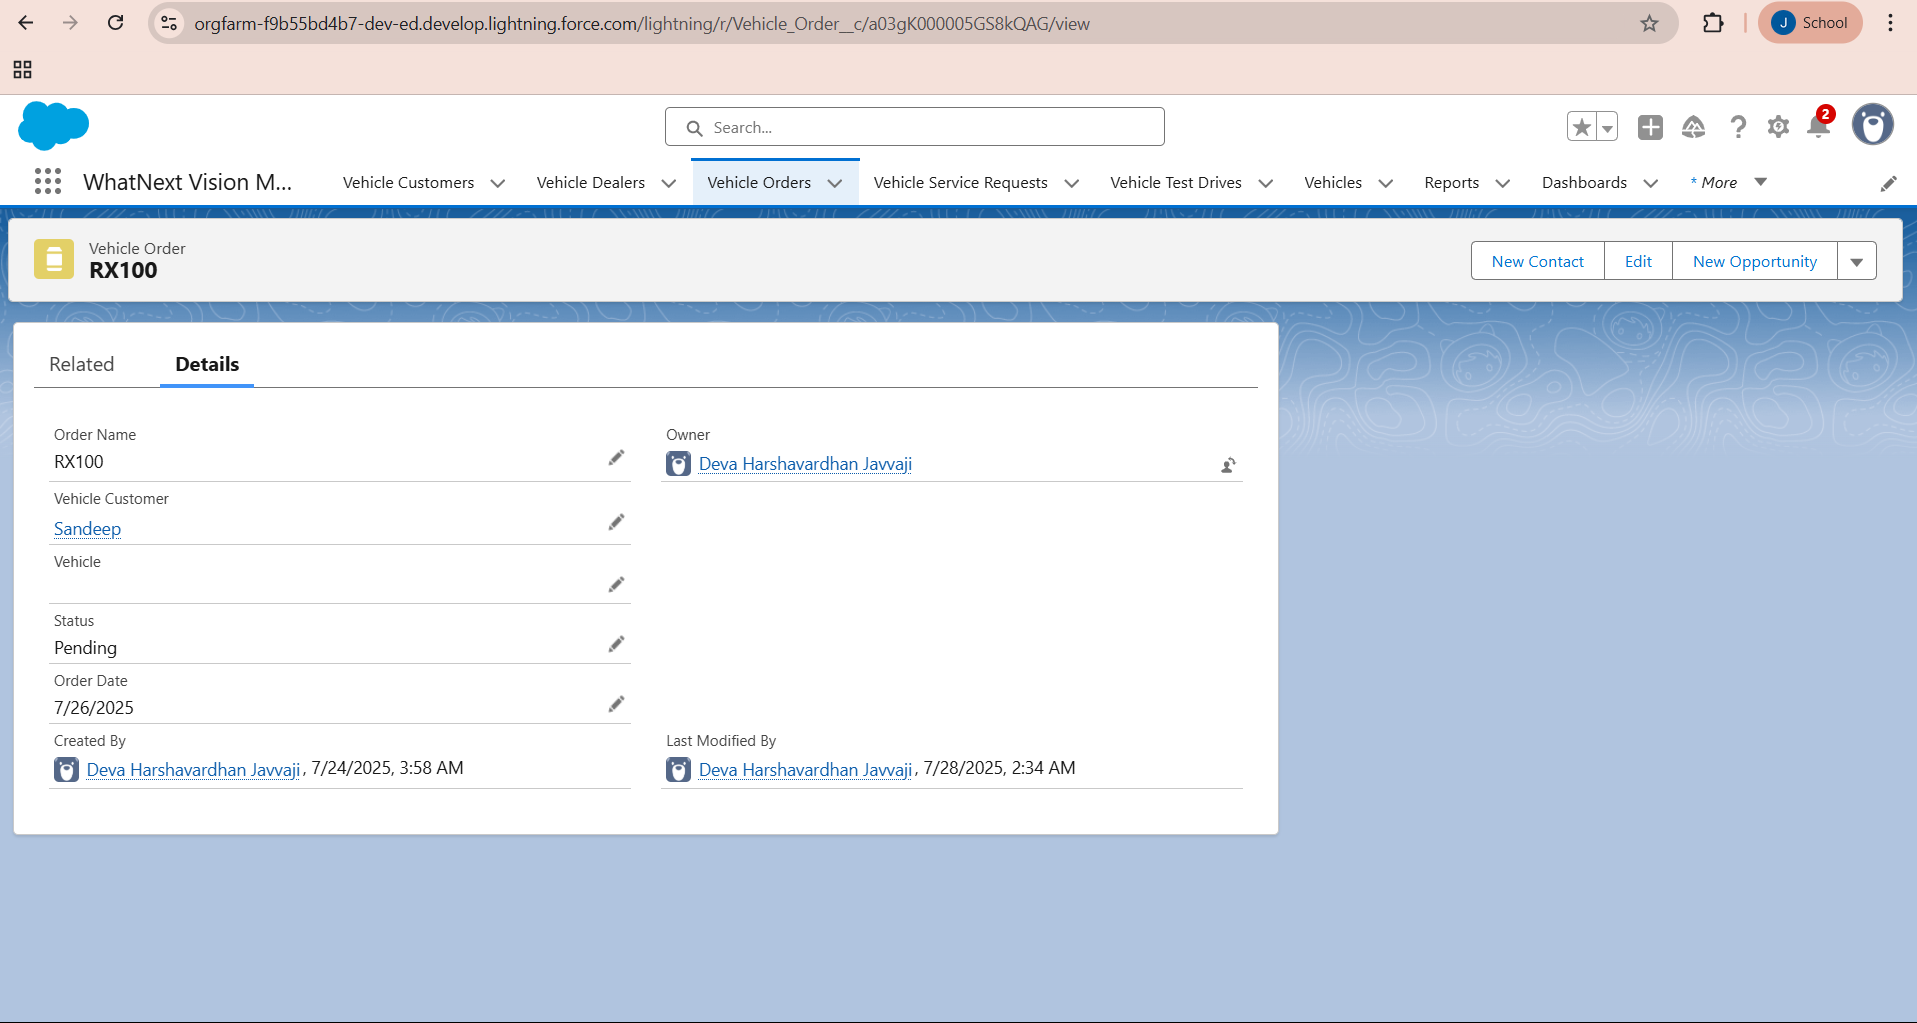 orgfarm-f9b55bd4b7-dev-ed.develop.lightning.force.com/lightning/r/Vehicle_Order__c/a03gK000005GS8kQAG/view
J School
Search...
2
WhatNext Vision M... Vehicle Customers Vehicle Dealers Vehicle Orders Vehicle Service Requests Vehicle Test Drives Vehicles Reports Dashboards * More
Vehicle Order
RX100
New Contact Edit New Opportunity
Related Details
Order Name
RX100
Owner
Deva Harshavardhan Javvaji
Vehicle Customer
Sandeep
Vehicle
Status
Pending
Order Date
7/26/2025
Created By
Deva Harshavardhan Javvaji, 7/24/2025, 3:58 AM
Last Modified By
Deva Harshavardhan Javvaji, 7/28/2025, 2:34 AM